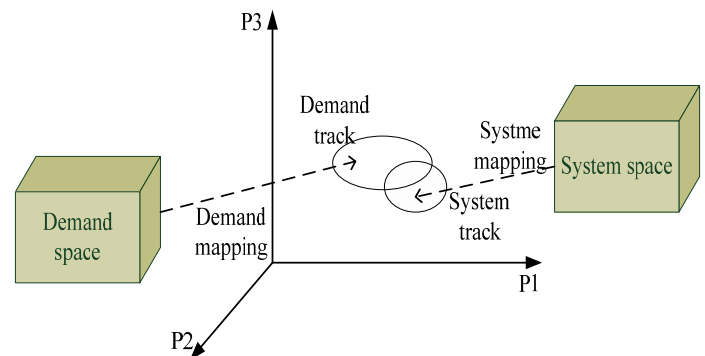 P3
Demand
track
Systme
mapping
System space
Demand
space
Demand
mapping
System
track
P1
P2